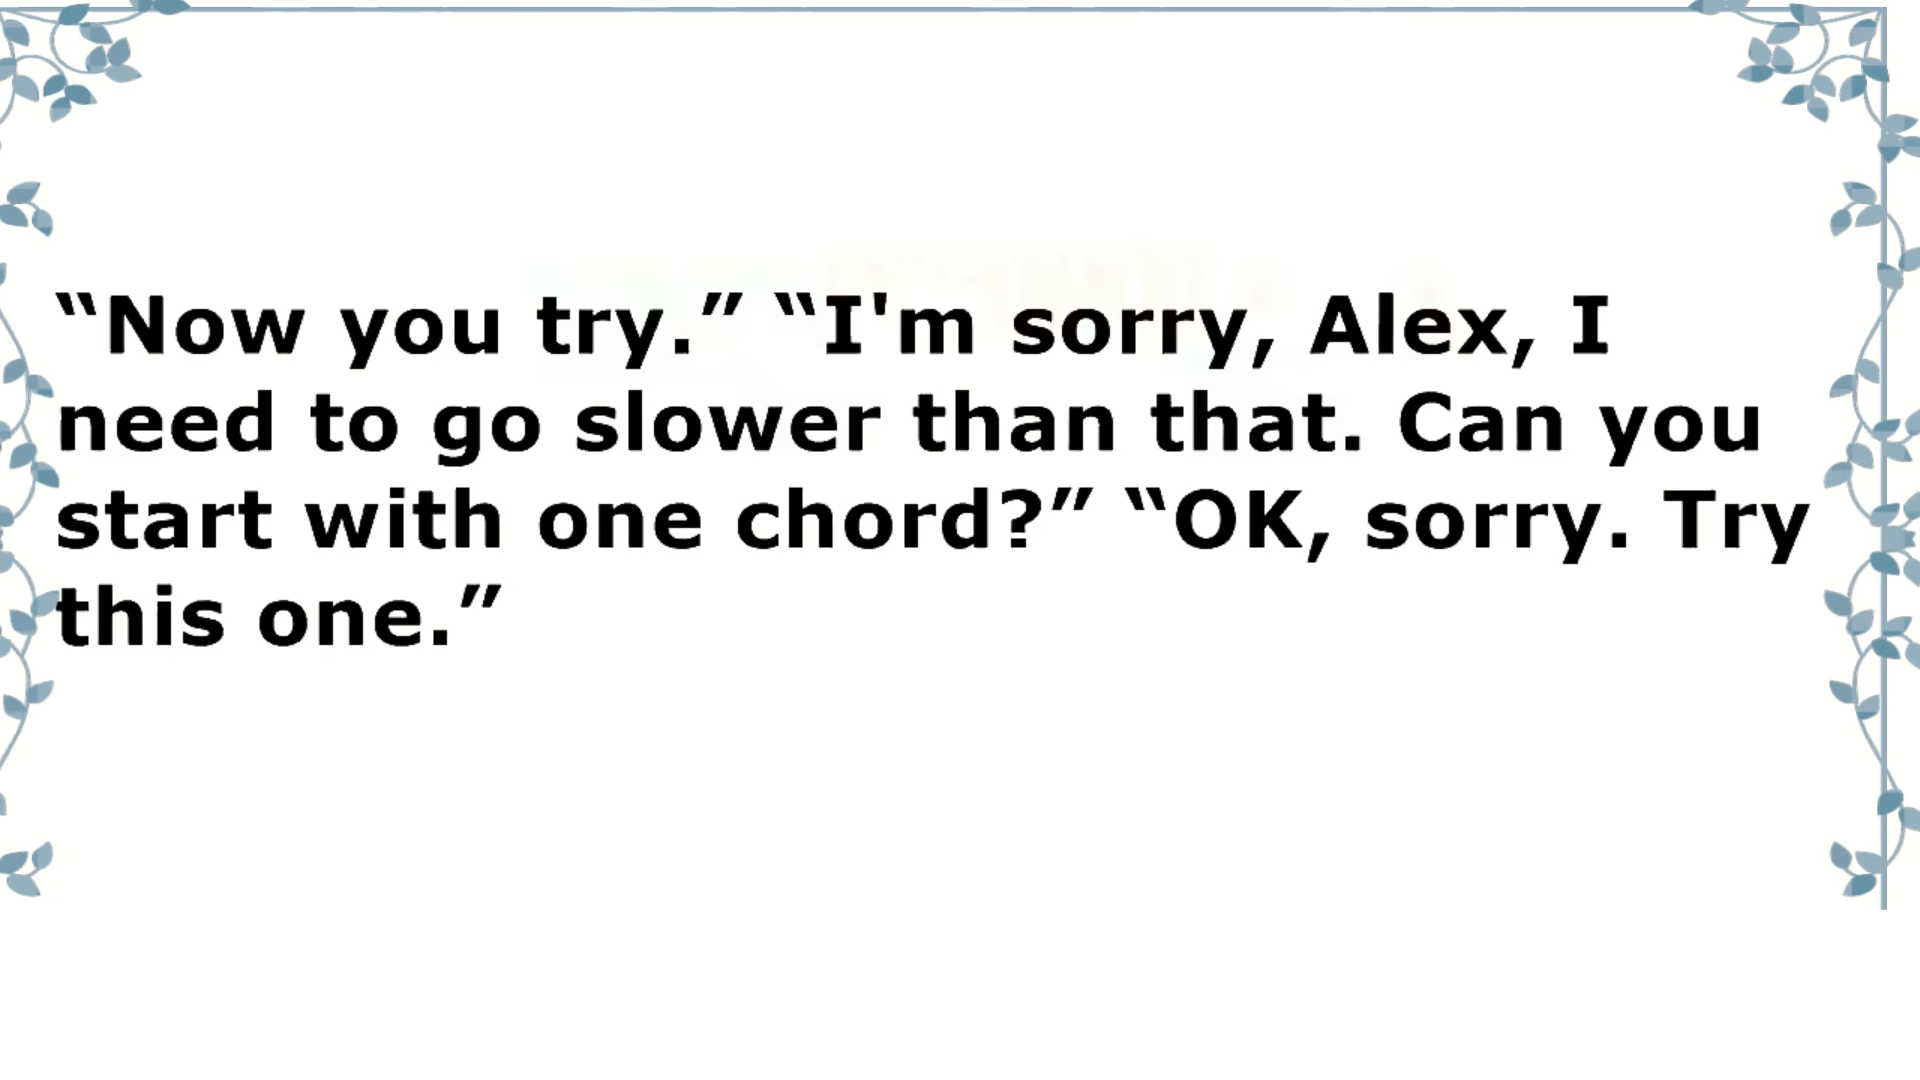 “Now you try.” “I'm sorry, Alex, I
need to go slower than that. Can you
start with one chord?” “OK, sorry. Try
this one.”